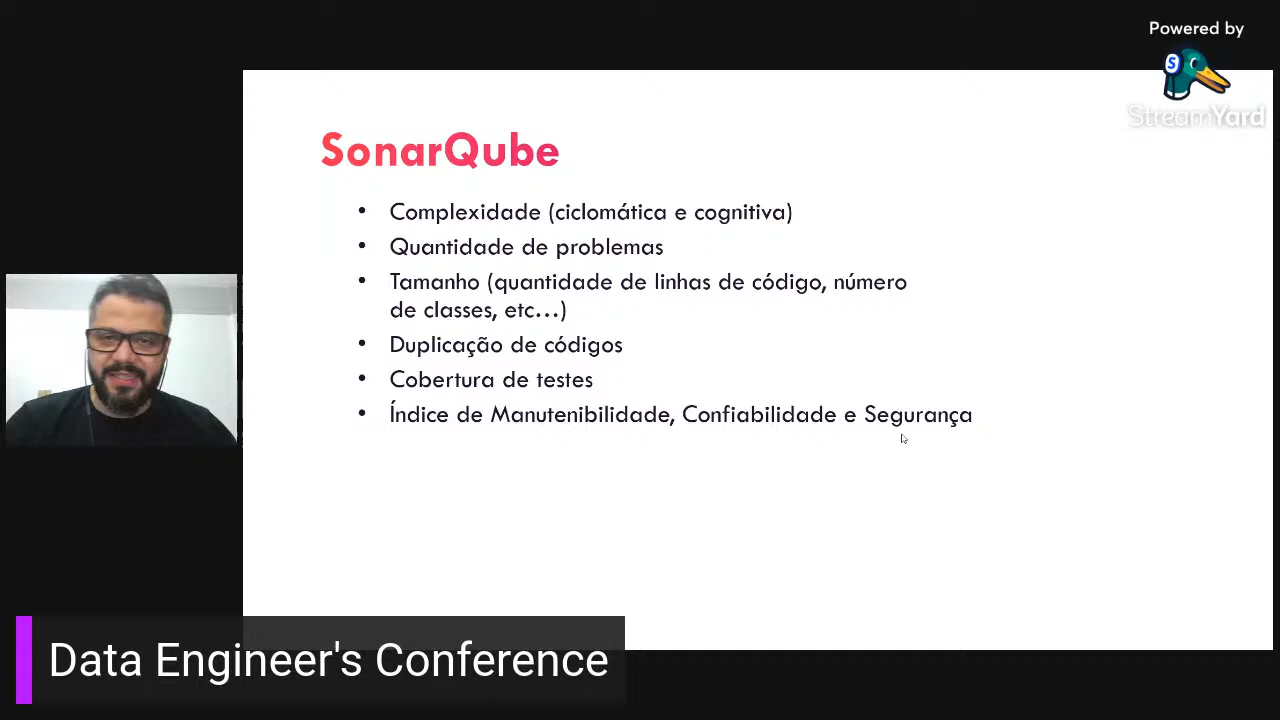 Powered by
StreamYard
SonarQube
• Complexidade (ciclomática e cognitiva)
• Quantidade de problemas
• Tamanho (quantidade de linhas de código, número
de classes, etc...)
• Duplicação de códigos
• Cobertura de testes
• Índice de Manutenibilidade, Confiabilidade e Segurança
Data Engineer's Conference